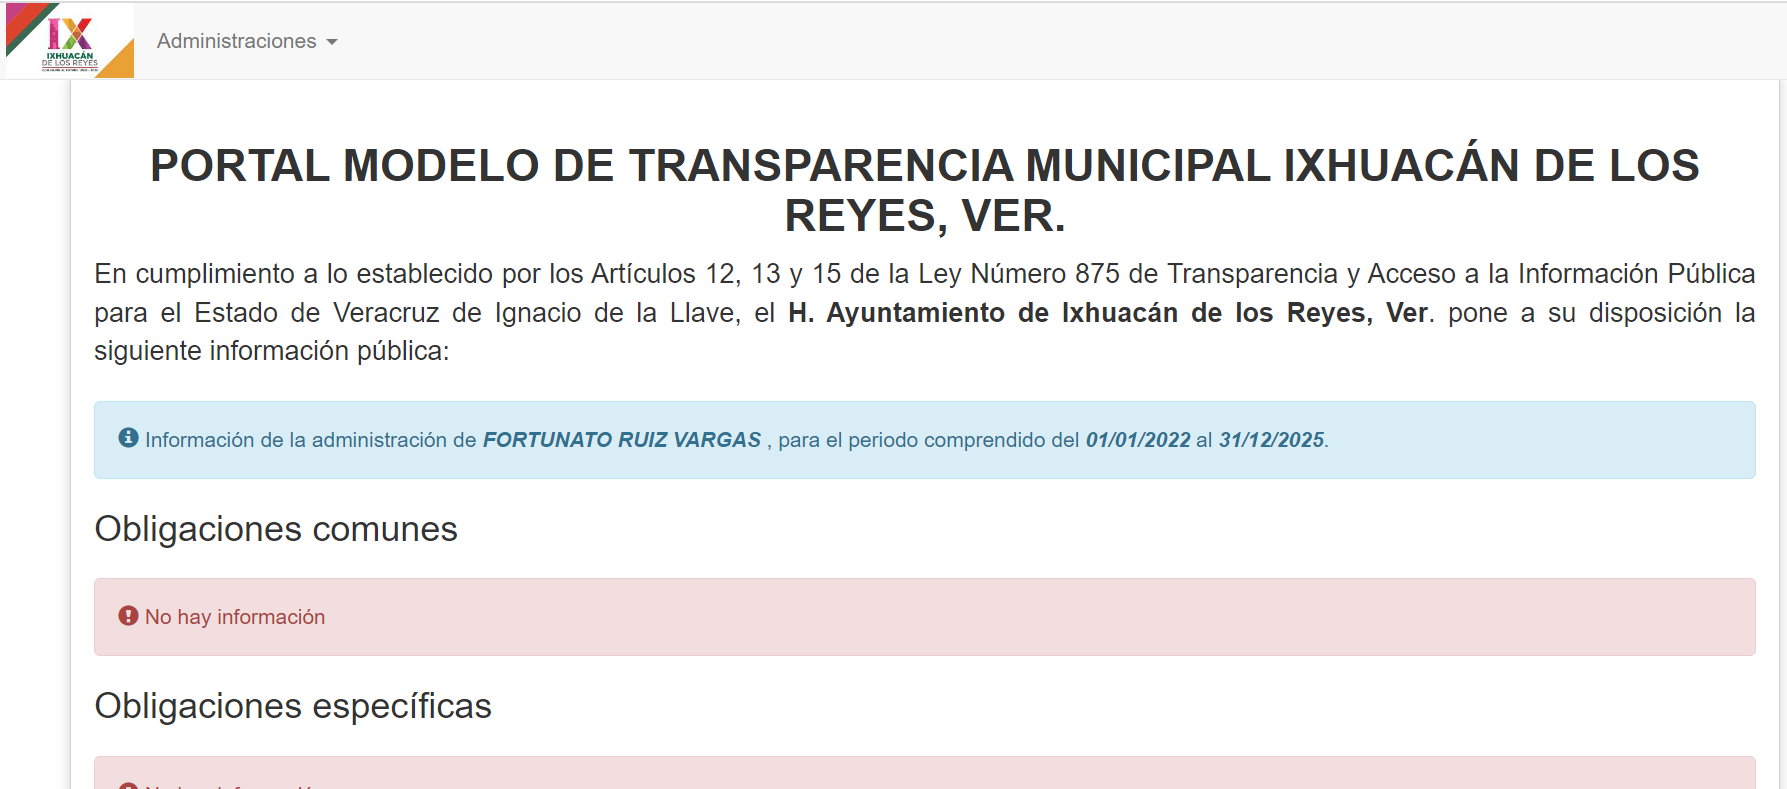 IX
IXHUACÁN
DE LOS REYES
Administraciones
PORTAL MODELO DE TRANSPARENCIA MUNICIPAL IXHUACÁN DE LOS
REYES, VER.
En cumplimiento a lo establecido por los Artículos 12, 13 y 15 de la Ley Número 875 de Transparencia y Acceso a la Información Pública
para el Estado de Veracruz de Ignacio de la Llave, el H. Ayuntamiento de Ixhuacán de los Reyes, Ver. pone a su disposición la
siguiente información pública:
Información de la administración de FORTUNATO RUIZ VARGAS , para el periodo comprendido del 01/01/2022 al 31/12/2025.
Obligaciones comunes
No hay información
Obligaciones específicas